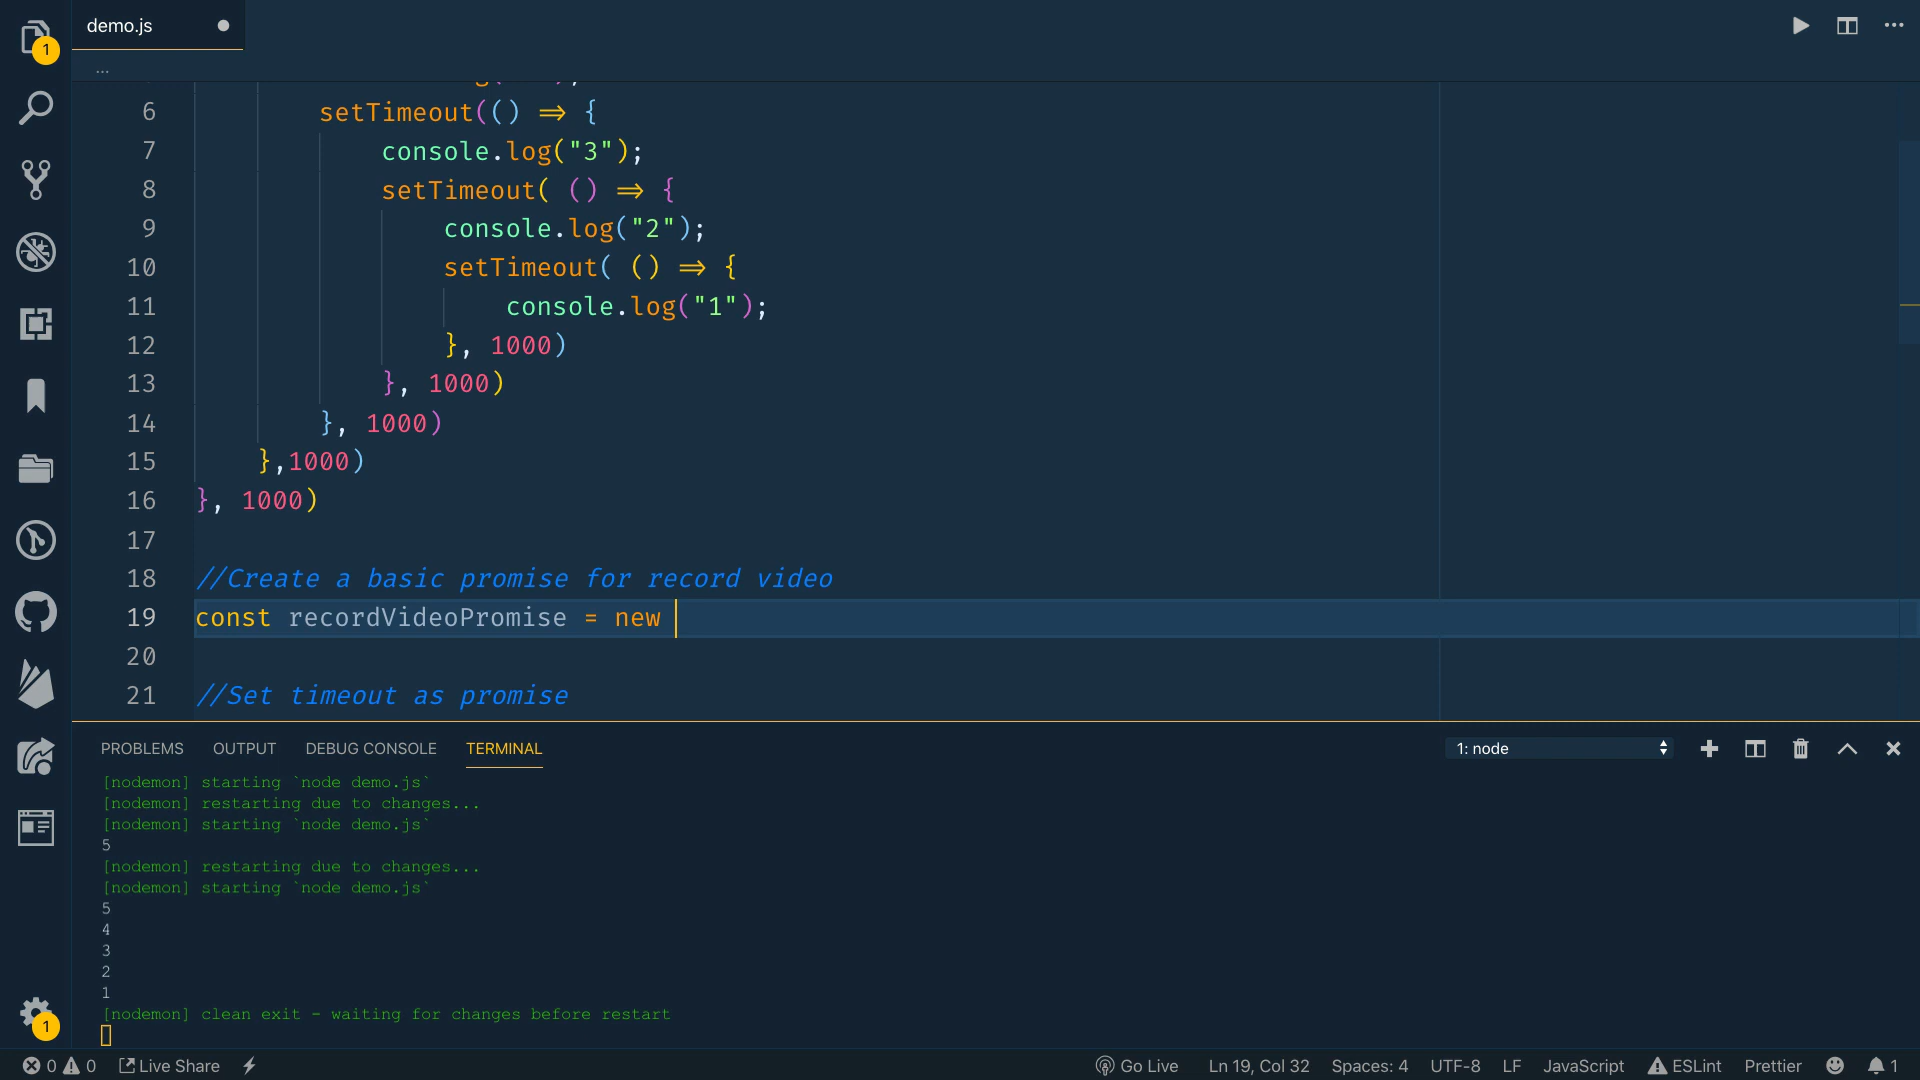 demo.js
1
...
6 setTimeout(() => {
7 console.log("3");
8 setTimeout( () => {
9 console.log("2");
10 setTimeout( () => {
11 console.log("1");
12 }, 1000)
13 }, 1000)
14 }, 1000)
15 },1000)
16 }, 1000)
17
18 //Create a basic promise for record video
19 const recordVideoPromise = new
20
21 //Set timeout as promise
PROBLEMS OUTPUT DEBUG CONSOLE TERMINAL 1: node
[nodemon] starting `node demo.js`
[nodemon] restarting due to changes...
[nodemon] starting `node demo.js`
5
[nodemon] restarting due to changes...
[nodemon] starting `node demo.js`
5
4
3
2
1
[nodemon] clean exit - waiting for changes before restart
1
0 0 Live Share Go Live Ln 19, Col 32 Spaces: 4 UTF-8 LF JavaScript ESLint Prettier 1